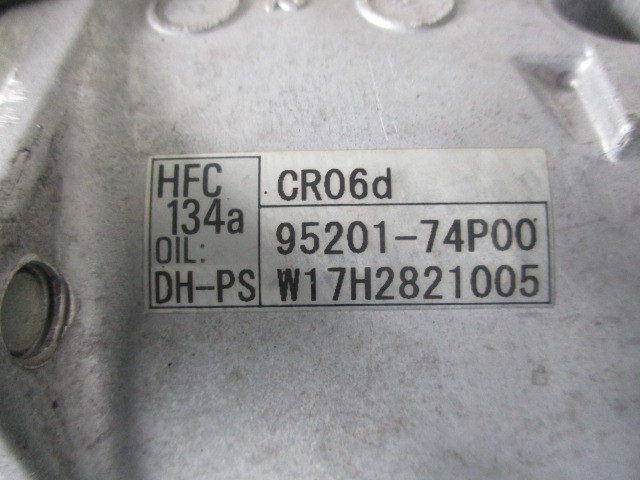 HFC
134a
OIL:
DH-PS
CR06d
95201-74P00
W17H2821005